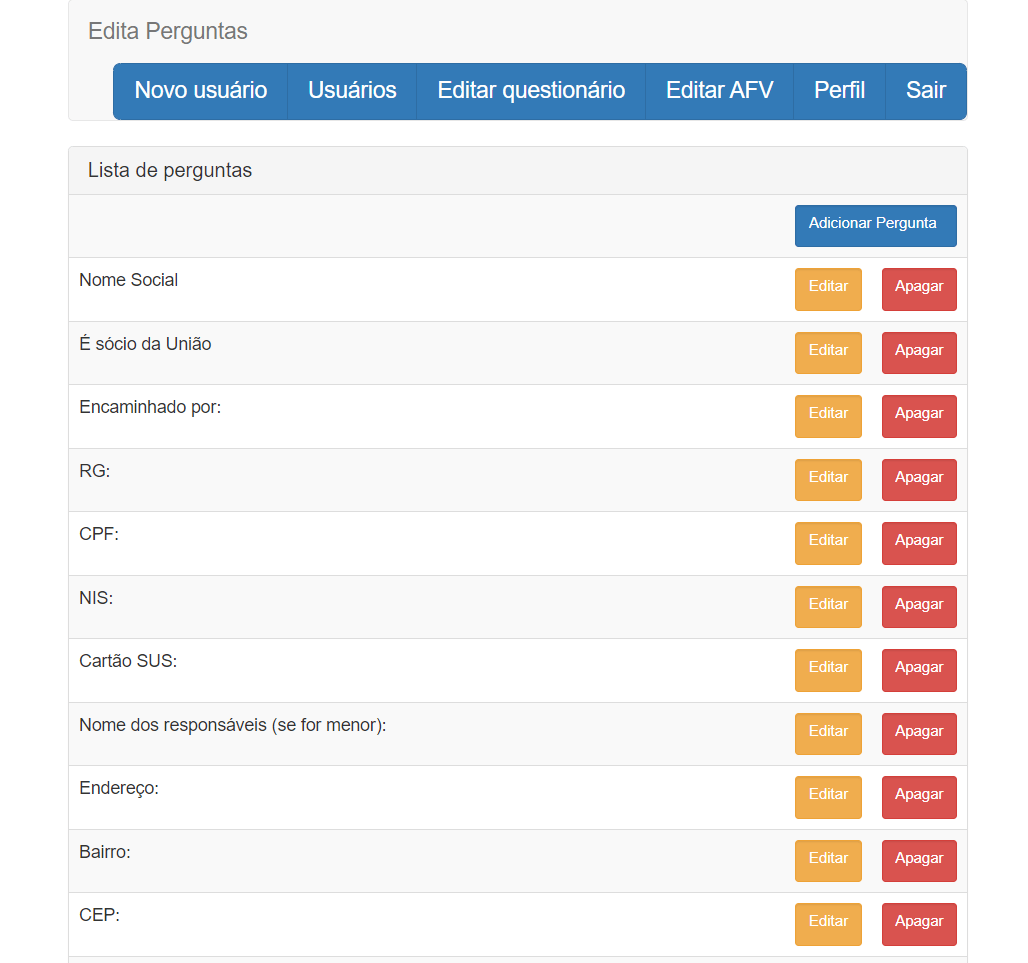 Edita Perguntas
Novo usuário Usuários Editar questionário Editar AFV Perfil Sair
Lista de perguntas
Adicionar Pergunta
Nome Social Editar Apagar
É sócio da União Editar Apagar
Encaminhado por: Editar Apagar
RG: Editar Apagar
CPF: Editar Apagar
NIS: Editar Apagar
Cartão SUS: Editar Apagar
Nome dos responsáveis (se for menor): Editar Apagar
Endereço: Editar Apagar
Bairro: Editar Apagar
CEP: Editar Apagar